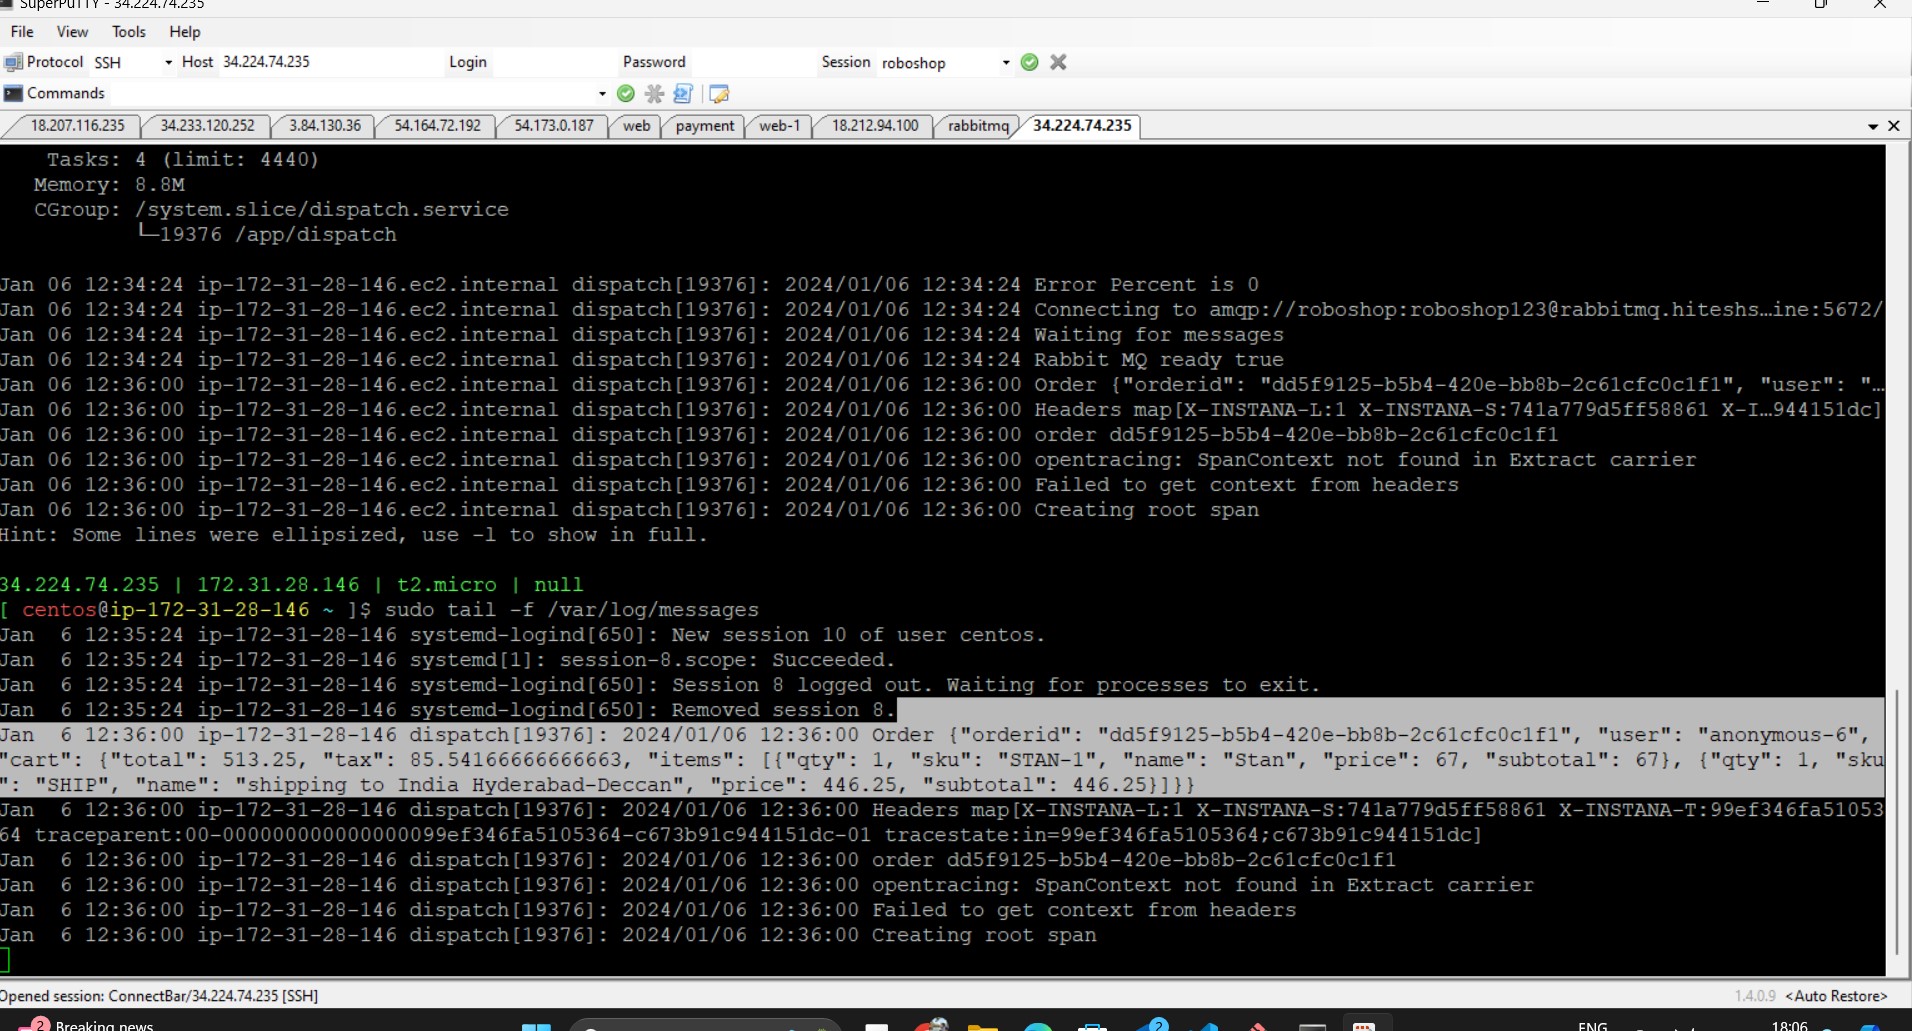 SuperPuTTY - 34.224.74.235
File View Tools Help
Protocol SSH Host 34.224.74.235 Login Password Session roboshop
Commands
18.207.116.235 34.233.120.252 3.84.130.36 54.164.72.192 54.173.0.187 web payment web-1 18.212.94.100 rabbitmq 34.224.74.235
Tasks: 4 (limit: 4440)
Memory: 8.8M
CGroup: /system.slice/dispatch.service
└─19376 /app/dispatch
Jan 06 12:34:24 ip-172-31-28-146.ec2.internal dispatch[19376]: 2024/01/06 12:34:24 Error Percent is 0
Jan 06 12:34:24 ip-172-31-28-146.ec2.internal dispatch[19376]: 2024/01/06 12:34:24 Connecting to amqp://roboshop:roboshop123@rabbitmq.hiteshs…ine:5672/
Jan 06 12:34:24 ip-172-31-28-146.ec2.internal dispatch[19376]: 2024/01/06 12:34:24 Waiting for messages
Jan 06 12:34:24 ip-172-31-28-146.ec2.internal dispatch[19376]: 2024/01/06 12:34:24 Rabbit MQ ready true
Jan 06 12:36:00 ip-172-31-28-146.ec2.internal dispatch[19376]: 2024/01/06 12:36:00 Order {"orderid": "dd5f9125-b5b4-420e-bb8b-2c61cfc0c1f1", "user": "…
Jan 06 12:36:00 ip-172-31-28-146.ec2.internal dispatch[19376]: 2024/01/06 12:36:00 Headers map[X-INSTANA-L:1 X-INSTANA-S:741a779d5ff58861 X-I…944151dc]
Jan 06 12:36:00 ip-172-31-28-146.ec2.internal dispatch[19376]: 2024/01/06 12:36:00 order dd5f9125-b5b4-420e-bb8b-2c61cfc0c1f1
Jan 06 12:36:00 ip-172-31-28-146.ec2.internal dispatch[19376]: 2024/01/06 12:36:00 opentracing: SpanContext not found in Extract carrier
Jan 06 12:36:00 ip-172-31-28-146.ec2.internal dispatch[19376]: 2024/01/06 12:36:00 Failed to get context from headers
Jan 06 12:36:00 ip-172-31-28-146.ec2.internal dispatch[19376]: 2024/01/06 12:36:00 Creating root span
Hint: Some lines were ellipsized, use -l to show in full.
34.224.74.235 | 172.31.28.146 | t2.micro | null
[ centos@ip-172-31-28-146 ~ ]$ sudo tail -f /var/log/messages
Jan  6 12:35:24 ip-172-31-28-146 systemd-logind[650]: New session 10 of user centos.
Jan  6 12:35:24 ip-172-31-28-146 systemd[1]: session-8.scope: Succeeded.
Jan  6 12:35:24 ip-172-31-28-146 systemd-logind[650]: Session 8 logged out. Waiting for processes to exit.
Jan  6 12:35:24 ip-172-31-28-146 systemd-logind[650]: Removed session 8.
Jan  6 12:36:00 ip-172-31-28-146 dispatch[19376]: 2024/01/06 12:36:00 Order {"orderid": "dd5f9125-b5b4-420e-bb8b-2c61cfc0c1f1", "user": "anonymous-6",
"cart": {"total": 513.25, "tax": 85.54166666666663, "items": [{"qty": 1, "sku": "STAN-1", "name": "Stan", "price": 67, "subtotal": 67}, {"qty": 1, "sku
": "SHIP", "name": "shipping to India Hyderabad-Deccan", "price": 446.25, "subtotal": 446.25}]}}
Jan  6 12:36:00 ip-172-31-28-146 dispatch[19376]: 2024/01/06 12:36:00 Headers map[X-INSTANA-L:1 X-INSTANA-S:741a779d5ff58861 X-INSTANA-T:99ef346fa51053
64 traceparent:00-000000000000000099ef346fa5105364-c673b91c944151dc-01 tracestate:in=99ef346fa5105364;c673b91c944151dc]
Jan  6 12:36:00 ip-172-31-28-146 dispatch[19376]: 2024/01/06 12:36:00 order dd5f9125-b5b4-420e-bb8b-2c61cfc0c1f1
Jan  6 12:36:00 ip-172-31-28-146 dispatch[19376]: 2024/01/06 12:36:00 opentracing: SpanContext not found in Extract carrier
Jan  6 12:36:00 ip-172-31-28-146 dispatch[19376]: 2024/01/06 12:36:00 Failed to get context from headers
Jan  6 12:36:00 ip-172-31-28-146 dispatch[19376]: 2024/01/06 12:36:00 Creating root span
Opened session: ConnectBar/34.224.74.235 [SSH] 1.4.0.9 <Auto Restore>
2 Breaking news 2 ENG 18:06